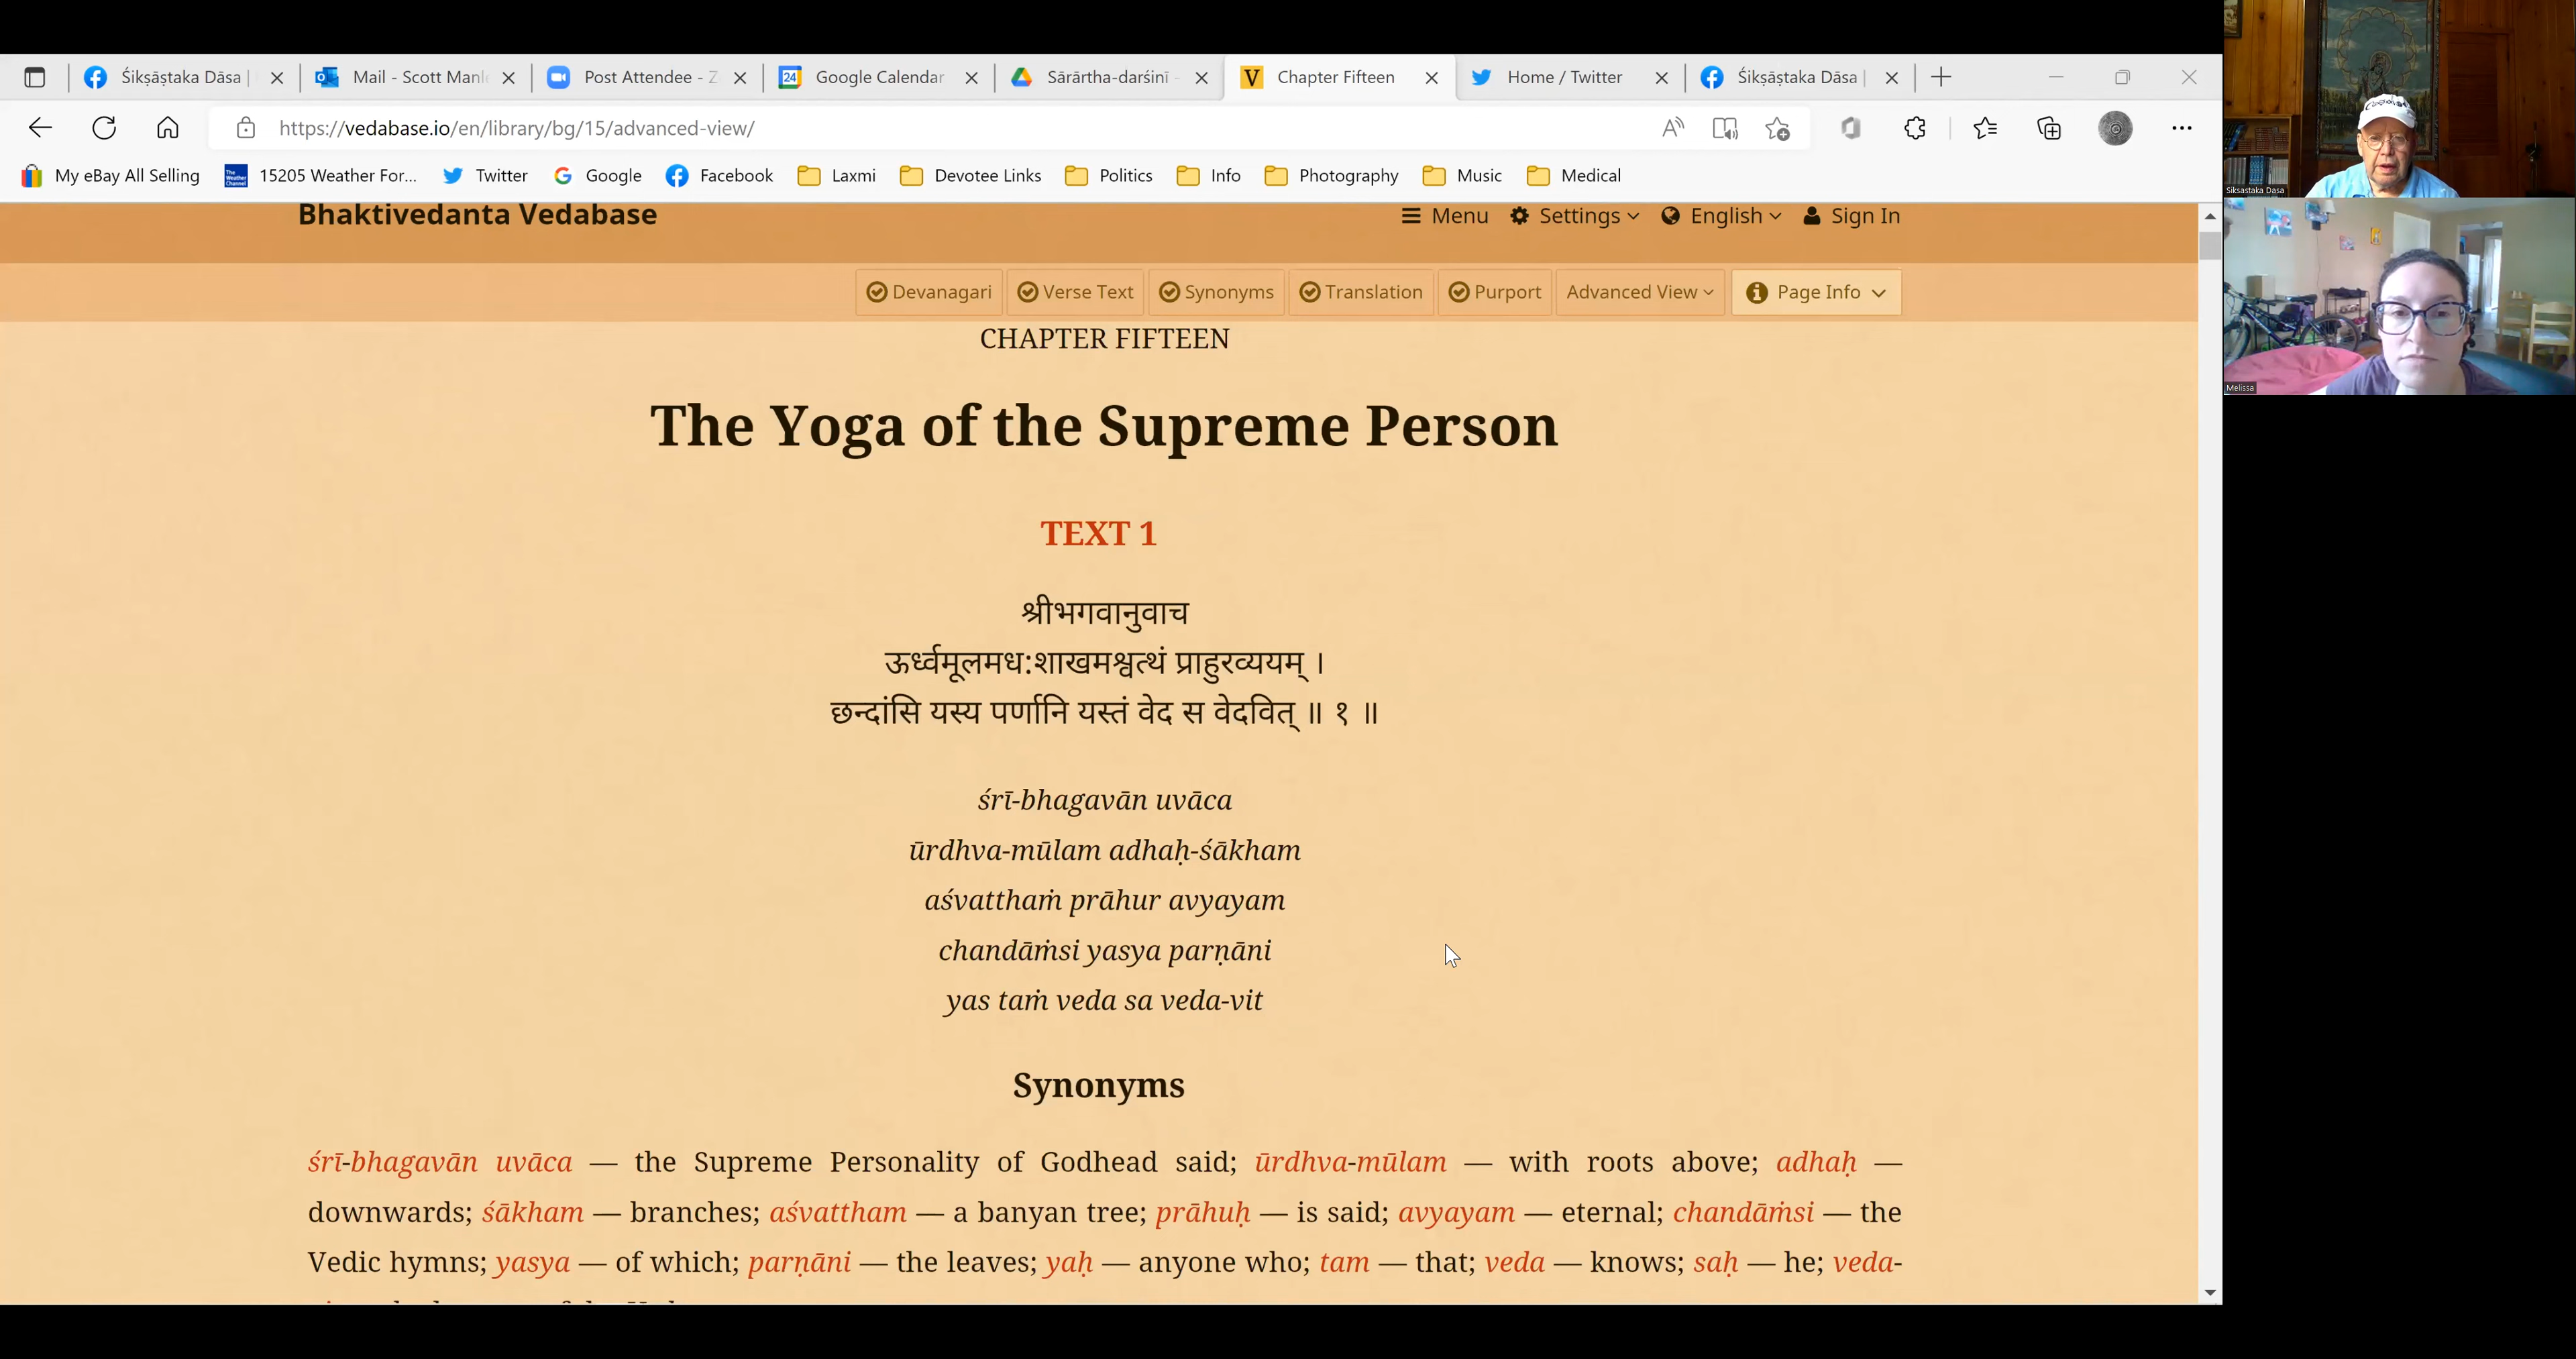 Śikṣāṣṭaka Dāsa |
Mail - Scott Manl
Post Attendee - Z
24
Google Calendar
Sārārtha-darśinī -
V
Chapter Fifteen
Home / Twitter
Śikṣāṣṭaka Dāsa |
https://vedabase.io/en/library/bg/15/advanced-view/
My eBay All Selling
The Weather Channel
15205 Weather For...
Twitter
Google
Facebook
Laxmi
Devotee Links
Politics
Info
Photography
Music
Medical
Bhaktivedanta Vedabase
Menu
Settings
English
Sign In
Devanagari
Verse Text
Synonyms
Translation
Purport
Advanced View
Page Info
CHAPTER FIFTEEN
The Yoga of the Supreme Person
TEXT 1
श्रीभगवानुवाच
ऊर्ध्वमूलमध:शाखमश्वत्थं प्राहुरव्ययम् ।
छन्दांसि यस्य पर्णानि यस्तं वेद स वेदवित् ॥ १ ॥
śrī-bhagavān uvāca
ūrdhva-mūlam adhaḥ-śākham
aśvatthaṁ prāhur avyayam
chandāṁsi yasya parṇāni
yas taṁ veda sa veda-vit
Synonyms
śrī-bhagavān uvāca — the Supreme Personality of Godhead said; ūrdhva-mūlam — with roots above; adhaḥ —
downwards; śākham — branches; aśvattham — a banyan tree; prāhuḥ — is said; avyayam — eternal; chandāṁsi — the
Vedic hymns; yasya — of which; parṇāni — the leaves; yaḥ — anyone who; tam — that; veda — knows; saḥ — he; veda-
Siksastaka Dasa
Melissa